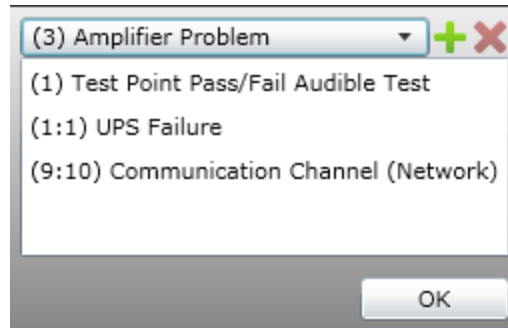 (3) Amplifier Problem
(1) Test Point Pass/Fail Audible Test
(1:1) UPS Failure
(9:10) Communication Channel (Network)
OK